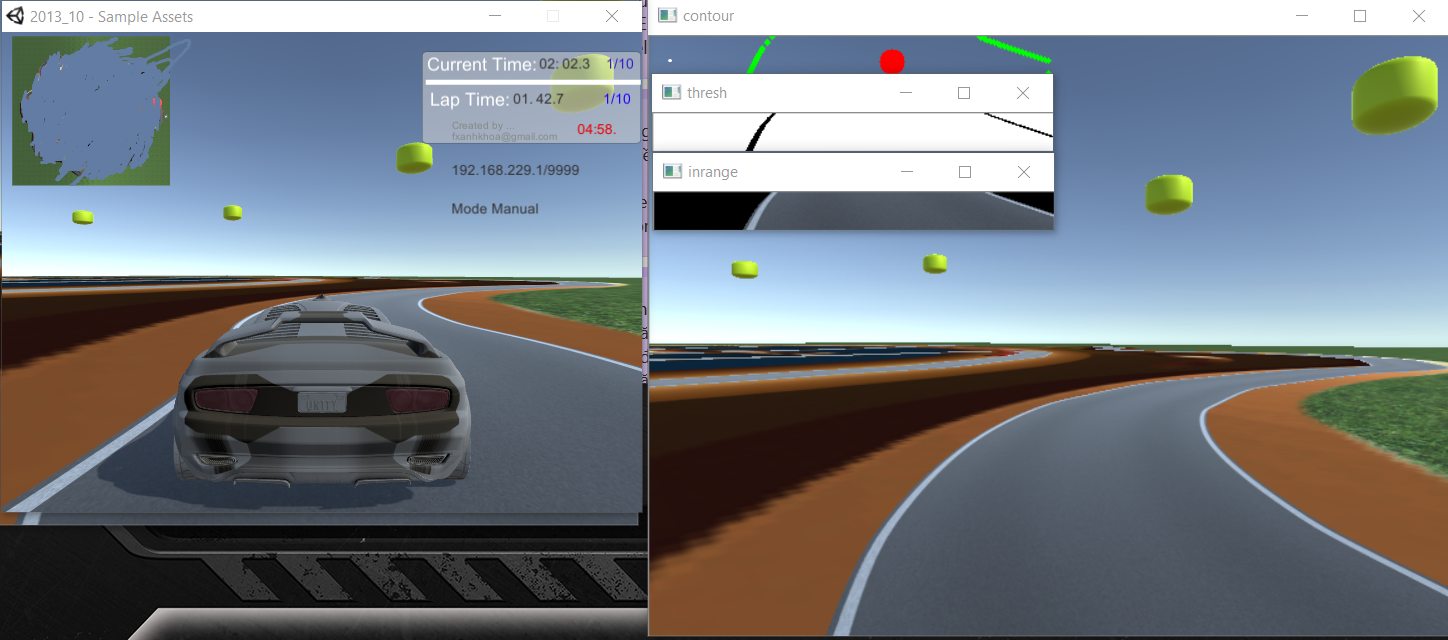 2013_10 - Sample Assets
Current Time: 02: 02.3 1/10
Lap Time: 01. 42.7 1/10
Created by ...
fxanhkhoa@gmail.com
04:58.
192.168.229.1/9999
Mode Manual
UNITY
contour
thresh
inrange